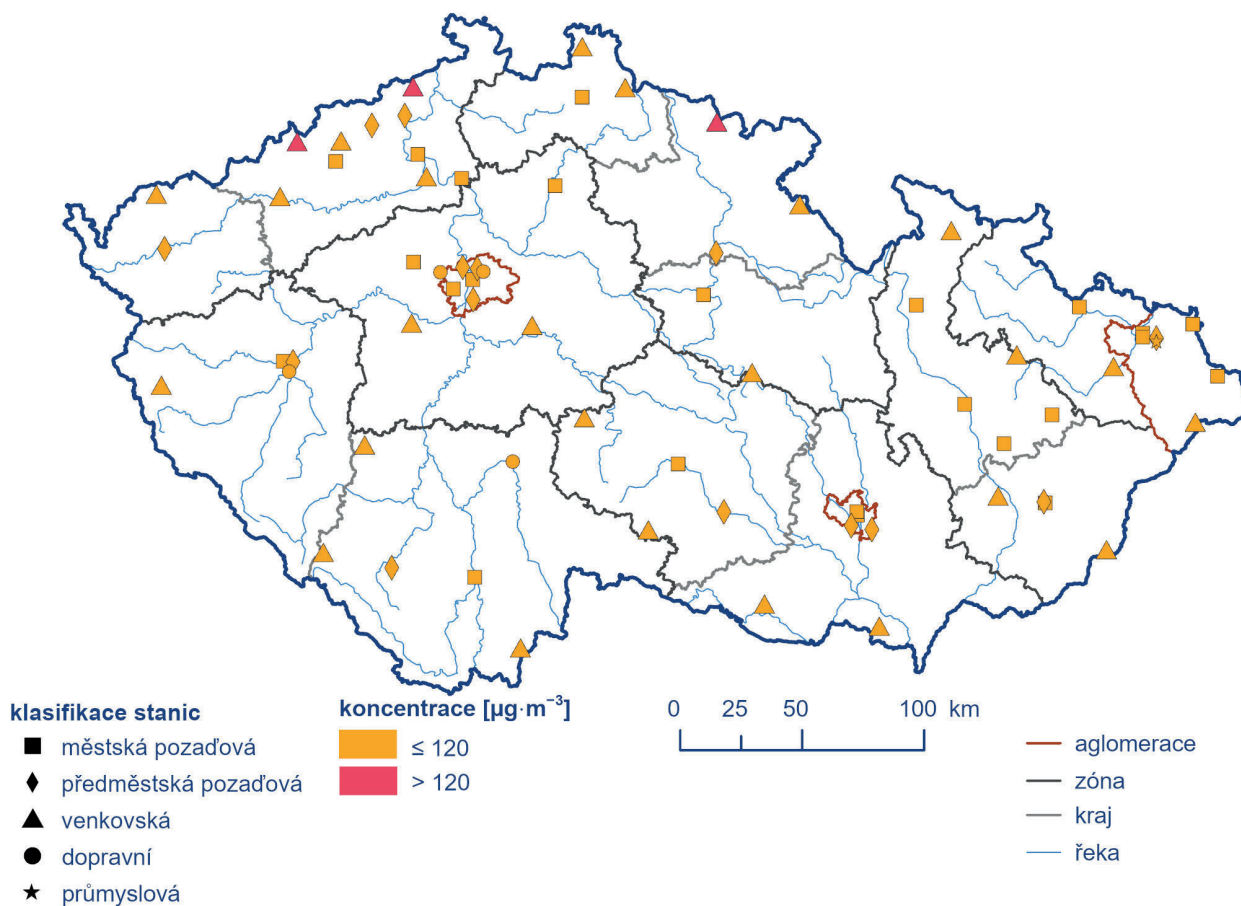 klasifikace stanic
městská pozaďová
předměstská pozaďová
venkovská
dopravní
průmyslová
koncentrace [µg·m⁻³]
≤ 120
> 120
0 25 50 100 km
aglomerace
zóna
kraj
řeka